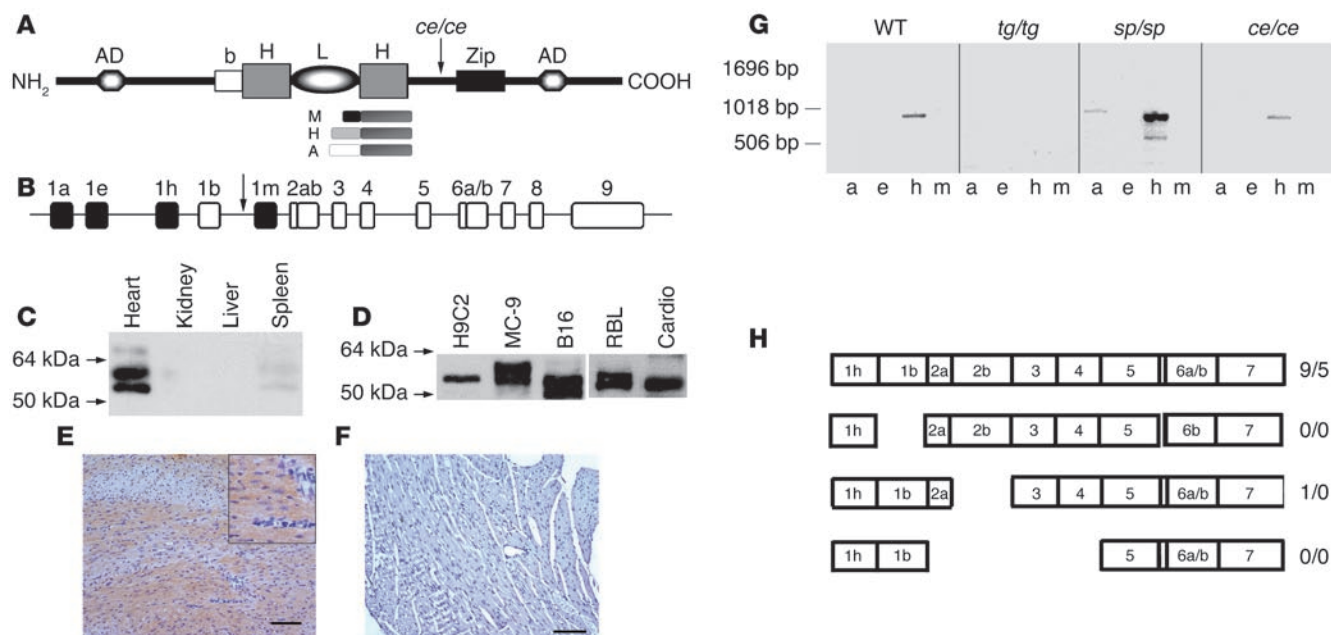 A
ce/ce
AD b H L H Zip AD
NH2 COOH
M
H
A
B
1a 1e 1h 1b 1m 2ab 3 4 5 6a/b 7 8 9
C
Heart Kidney Liver Spleen
64 kDa
50 kDa
D
H9C2 MC-9 B16 RBL Cardio
64 kDa
50 kDa
E
F
G
WT tg/tg sp/sp ce/ce
1696 bp
1018 bp
506 bp
a e h m a e h m a e h m a e h m
H
1h 1b 2a 2b 3 4 5 6a/b 7 9/5
1h 2a 2b 3 4 5 6b 7 0/0
1h 1b 2a 3 4 5 6a/b 7 1/0
1h 1b 5 6a/b 7 0/0